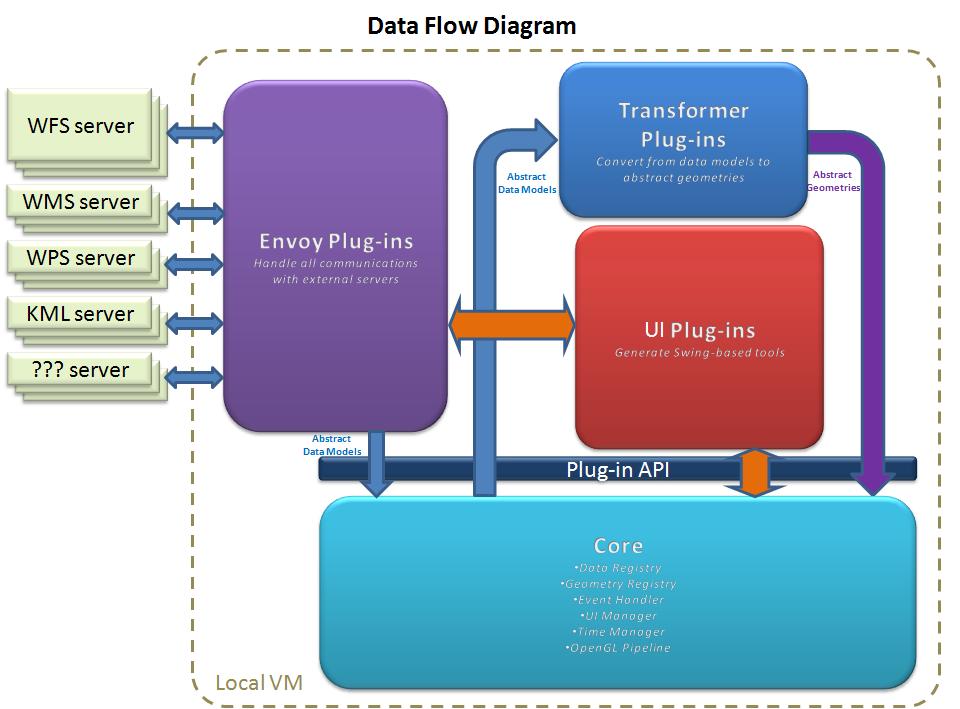 Data Flow Diagram
WFS server
WMS server
WPS server
KML server
??? server
Envoy Plug-ins
Handle all communications
with external servers
Abstract
Data Models
Abstract
Data Models
Transformer
Plug-ins
Convert from data models to
abstract geometries
Abstract
Geometries
UI Plug-ins
Generate Swing-based tools
Plug-in API
Core
•Data Registry
•Geometry Registry
•Event Handler
•UI Manager
•Time Manager
•OpenGL Pipeline
Local VM